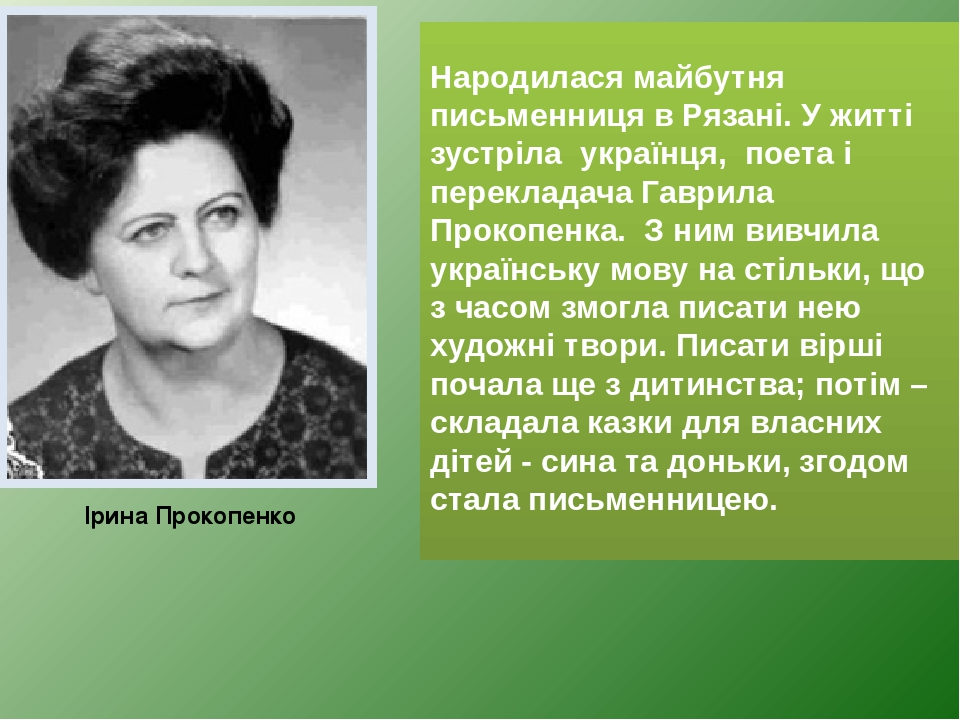 Народилася майбутня
письменниця в Рязані. У житті
зустріла українця, поета і
перекладача Гаврила
Прокопенка. З ним вивчила
українську мову на стільки, що
з часом змогла писати нею
художні твори. Писати вірші
почала ще з дитинства; потім –
складала казки для власних
дітей - сина та доньки, згодом
стала письменницею.
Ірина Прокопенко